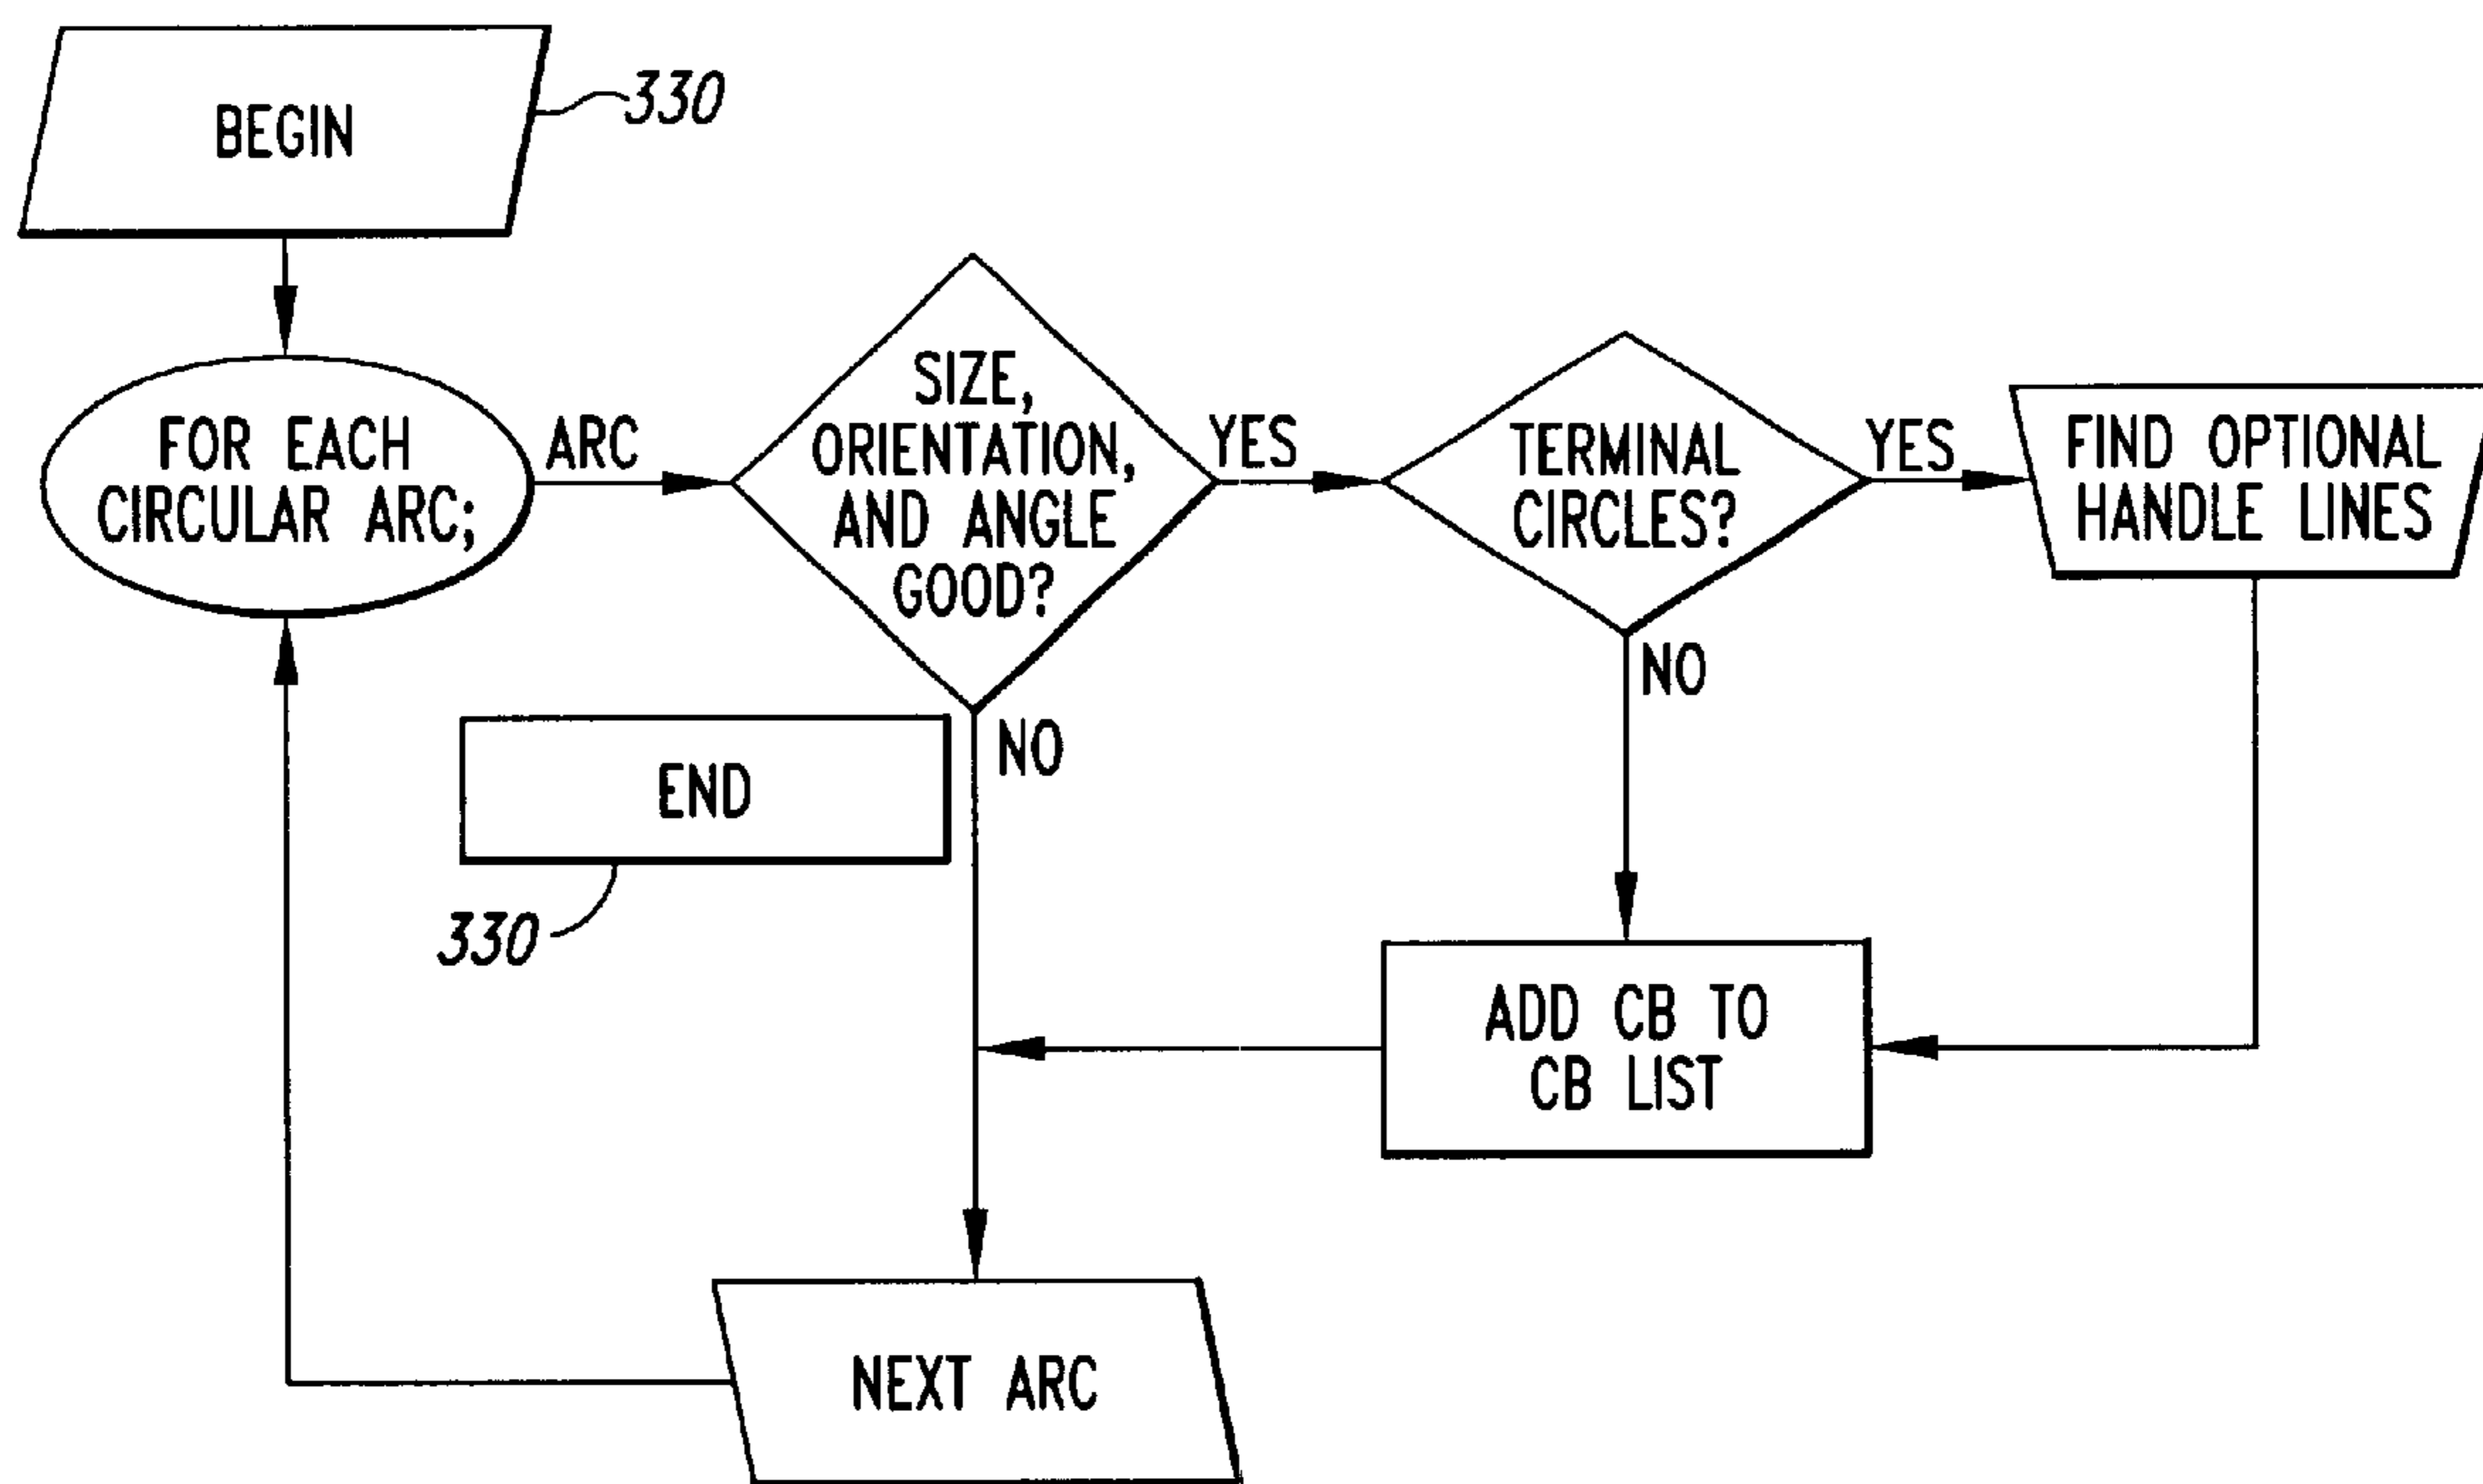 BEGIN
330
FOR EACH
CIRCULAR ARC;
ARC
SIZE,
ORIENTATION,
AND ANGLE
GOOD?
YES
TERMINAL
CIRCLES?
YES
FIND OPTIONAL
HANDLE LINES
NO
NO
END
330
ADD CB TO
CB LIST
NEXT ARC